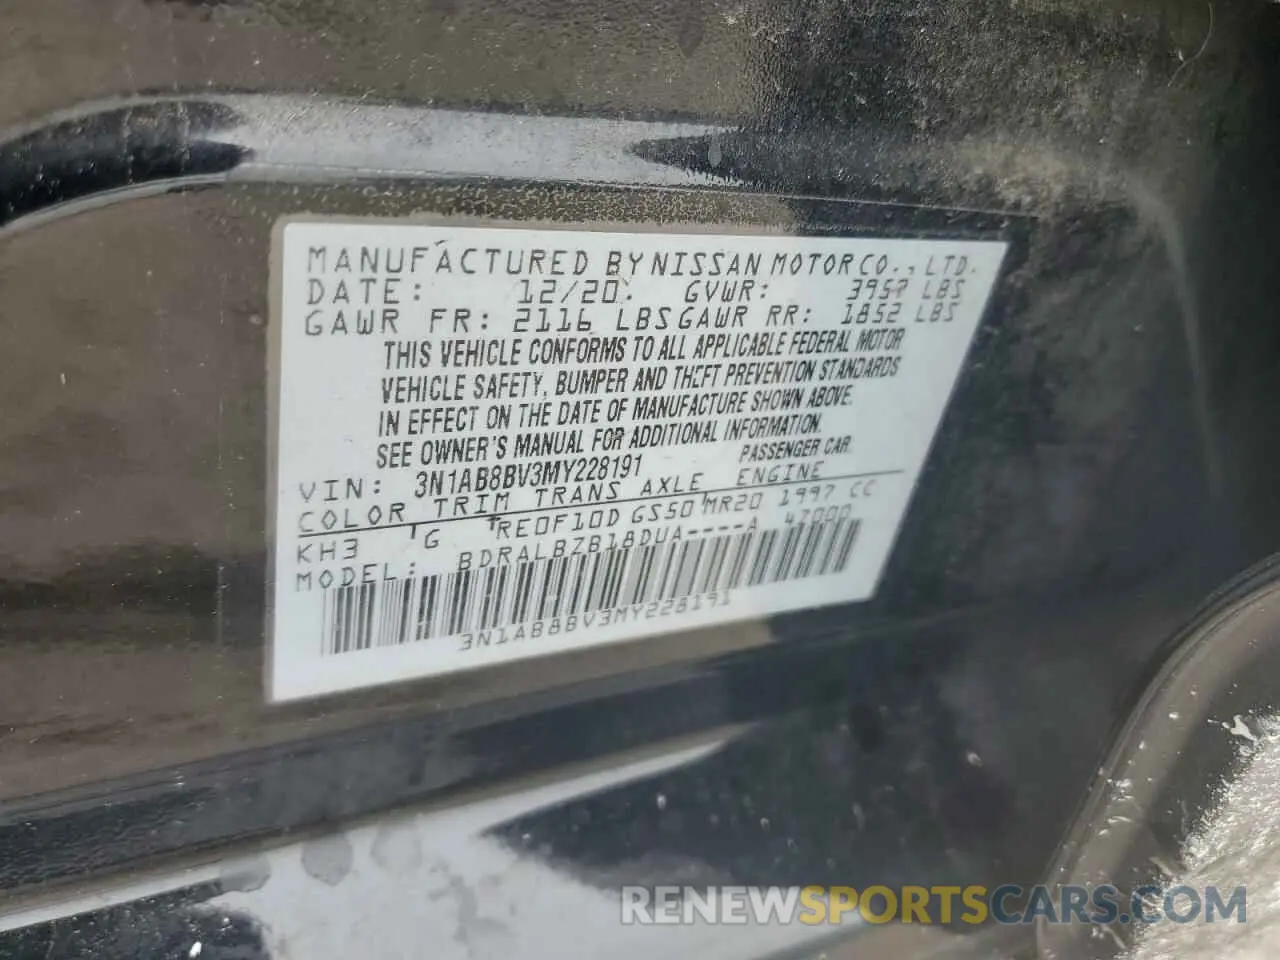 MANUFACTURED BY NISSAN MOTOR CO., LTD.
DATE: 12/20. GVWR: 3957 LBS
GAWR FR: 2116 LBS GAWR RR: 1852 LBS
THIS VEHICLE CONFORMS TO ALL APPLICABLE FEDERAL MOTOR
VEHICLE SAFETY, BUMPER AND THEFT PREVENTION STANDARDS
IN EFFECT ON THE DATE OF MANUFACTURE SHOWN ABOVE.
SEE OWNER'S MANUAL FOR ADDITIONAL INFORMATION.
VIN: 3N1AB8BV3MY228191 PASSENGER CAR
COLOR TRIM TRANS AXLE ENGINE
KH3 G RE0F10D GS50 MR20 1997 CC
MODEL: BDRALBZB18DUA----A 47000
3N1AB8BV3MY228191
RENEWSPORTSCARS.COM